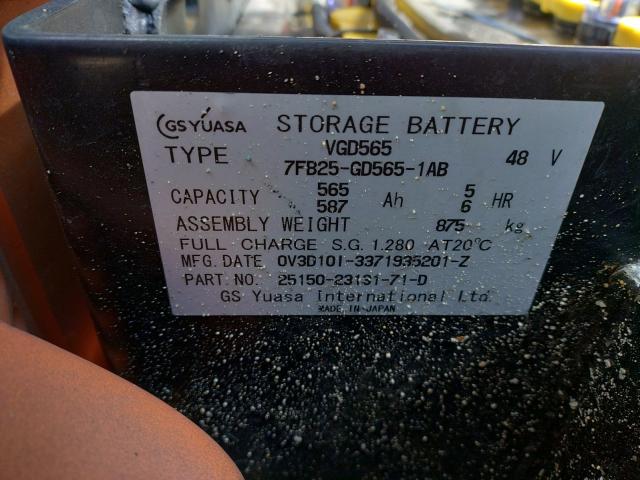 GS YUASA STORAGE BATTERY
TYPE VGD565 48 V
7FB25-GD565-1AB
CAPACITY 565 Ah 5 HR
587 6
ASSEMBLY WEIGHT 875 kg
FULL CHARGE S.G. 1.280 AT20°C
MFG. DATE 0V3D10I-3371935201-Z
PART. NO. 25150-231S1-71-D
GS Yuasa International Ltd.
MADE IN JAPAN